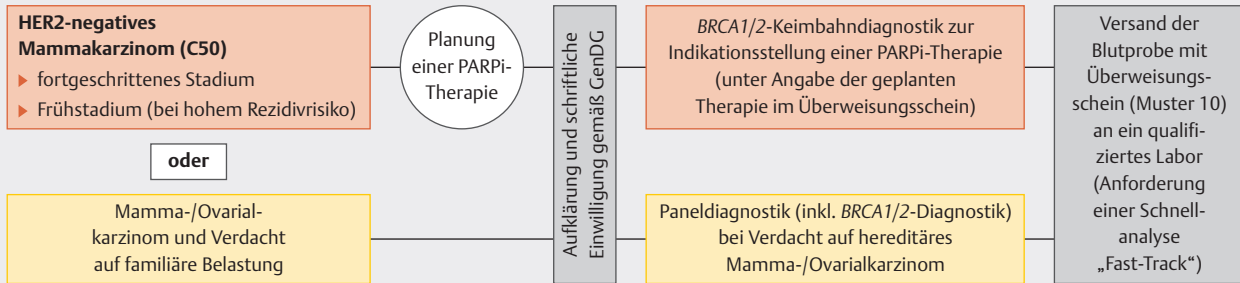 HER2-negatives
Mammakarzinom (C50)
▶ fortgeschrittenes Stadium
▶ Frühstadium (bei hohem Rezidivrisiko)
oder
Mamma-/Ovarial-
karzinom und Verdacht
auf familiäre Belastung
Planung
einer PARPi-
Therapie
Aufklärung und schriftliche
Einwilligung gemäß GenDG
BRCA1/2-Keimbahndiagnostik zur
Indikationsstellung einer PARPi-Therapie
(unter Angabe der geplanten
Therapie im Überweisungsschein)
Paneldiagnostik (inkl. BRCA1/2-Diagnostik)
bei Verdacht auf hereditäres
Mamma-/Ovarialkarzinom
Versand der
Blutprobe mit
Überweisungs-
schein (Muster 10)
an ein qualifi-
ziertes Labor
(Anforderung
einer Schnell-
analyse
„Fast-Track“)